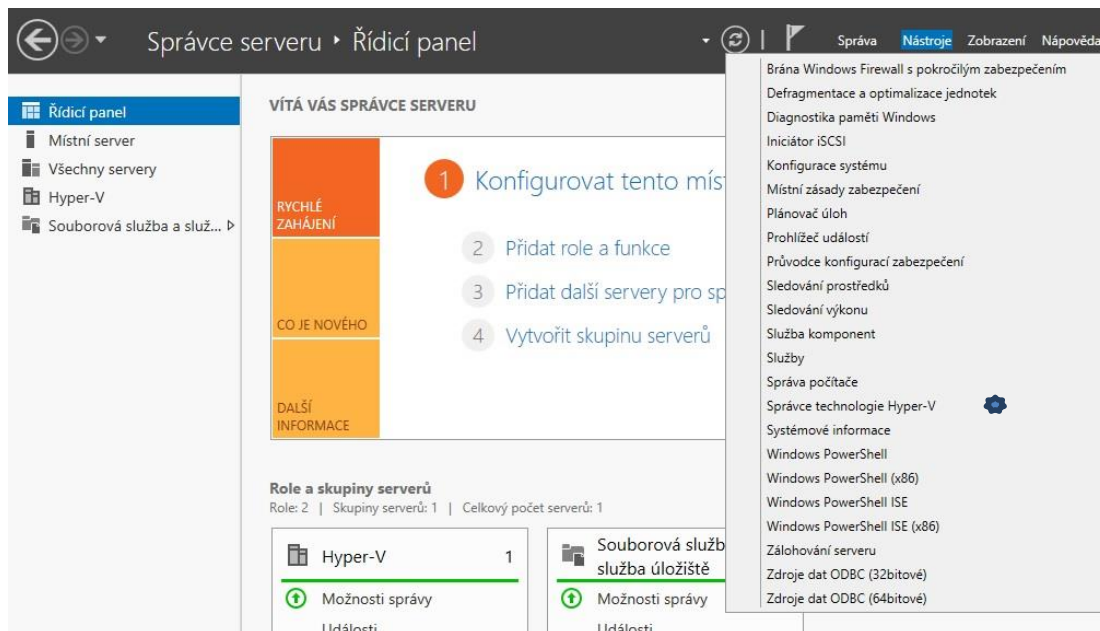 Správce serveru • Řídicí panel
Správa Nástroje Zobrazení Nápověda
Řídicí panel
Místní server
Všechny servery
Hyper-V
Souborová služba a služ...
VÍTÁ VÁS SPRÁVCE SERVERU
RYCHLÉ
ZAHÁJENÍ
CO JE NOVÉHO
DALŠÍ
INFORMACE
1 Konfigurovat tento mís
2 Přidat role a funkce
3 Přidat další servery pro sp
4 Vytvořit skupinu serverů
Role a skupiny serverů
Role: 2 | Skupiny serverů: 1 | Celkový počet serverů: 1
Hyper-V 1
Možnosti správy
Události
Souborová služb
služba úložiště
Možnosti správy
Události
Brána Windows Firewall s pokročilým zabezpečením
Defragmentace a optimalizace jednotek
Diagnostika paměti Windows
Iniciátor iSCSI
Konfigurace systému
Místní zásady zabezpečení
Plánovač úloh
Prohlížeč událostí
Průvodce konfigurací zabezpečení
Sledování prostředků
Sledování výkonu
Služba komponent
Služby
Správa počítače
Správce technologie Hyper-V
Systémové informace
Windows PowerShell
Windows PowerShell (x86)
Windows PowerShell ISE
Windows PowerShell ISE (x86)
Zálohování serveru
Zdroje dat ODBC (32bitové)
Zdroje dat ODBC (64bitové)